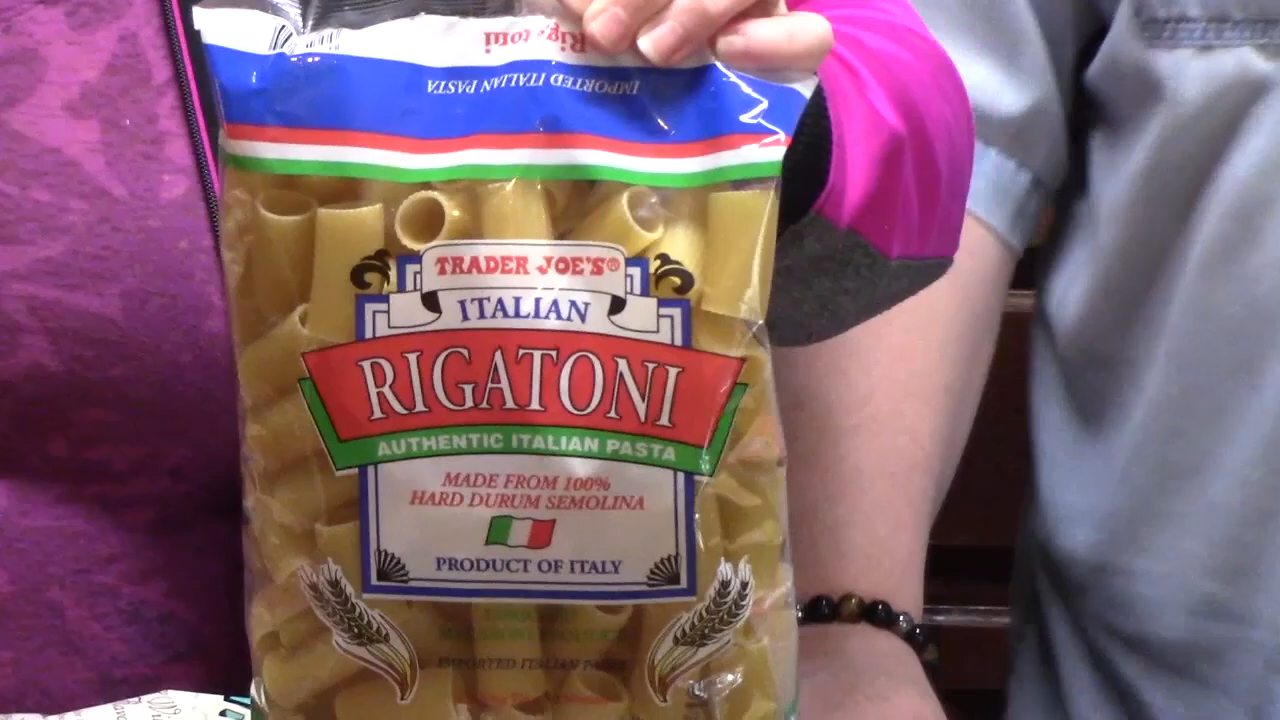 Rigatoni
IMPORTED ITALIAN PASTA
TRADER JOE'S®
ITALIAN
RIGATONI
AUTHENTIC ITALIAN PASTA
MADE FROM 100%
HARD DURUM SEMOLINA
PRODUCT OF ITALY
IMPORTED ITALIAN PASTA